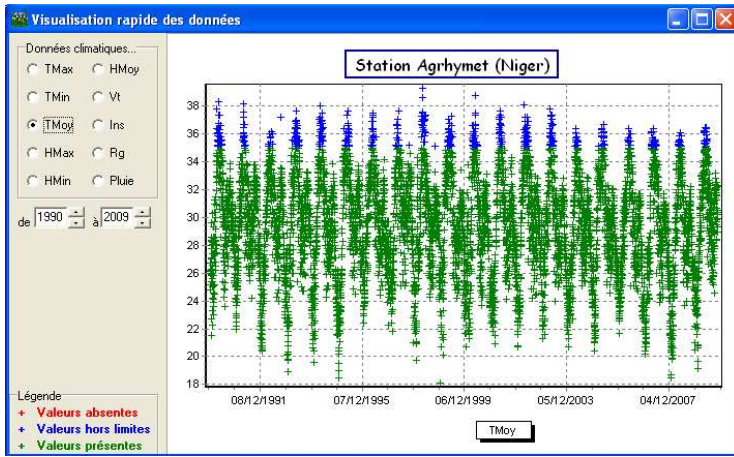 Visualisation rapide des données
Données climatiques...
TMax HMoy
TMin Vt
TMoy Ins
HMax Rg
HMin Pluie
de 1990 à 2009
Légende
+ Valeurs absentes
+ Valeurs hors limites
+ Valeurs présentes
Station Agrhymet (Niger)
38
36
34
32
30
28
26
24
22
20
18
08/12/1991 07/12/1995 06/12/1999 05/12/2003 04/12/2007
TMoy